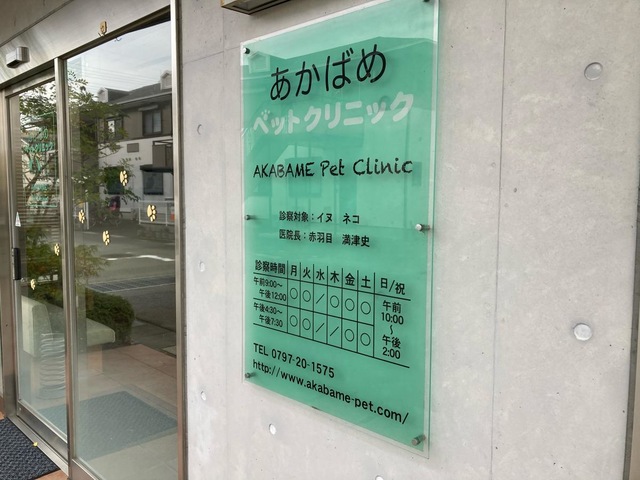 あかばめ
ペットクリニック
AKABAME Pet Clinic
診察対象：イヌ ネコ
医院長：赤羽目 満津史
診察時間 月 火 水 木 金 土 日/祝
午前9:00～午後12:00 ○ ○ ／ ○ ○ ○ 午前10:00～午後2:00
午後4:30～午後7:30 ○ ○ ／ ／ ○ ○
TEL 0797-20-1575
http://www.akabame-pet.com/